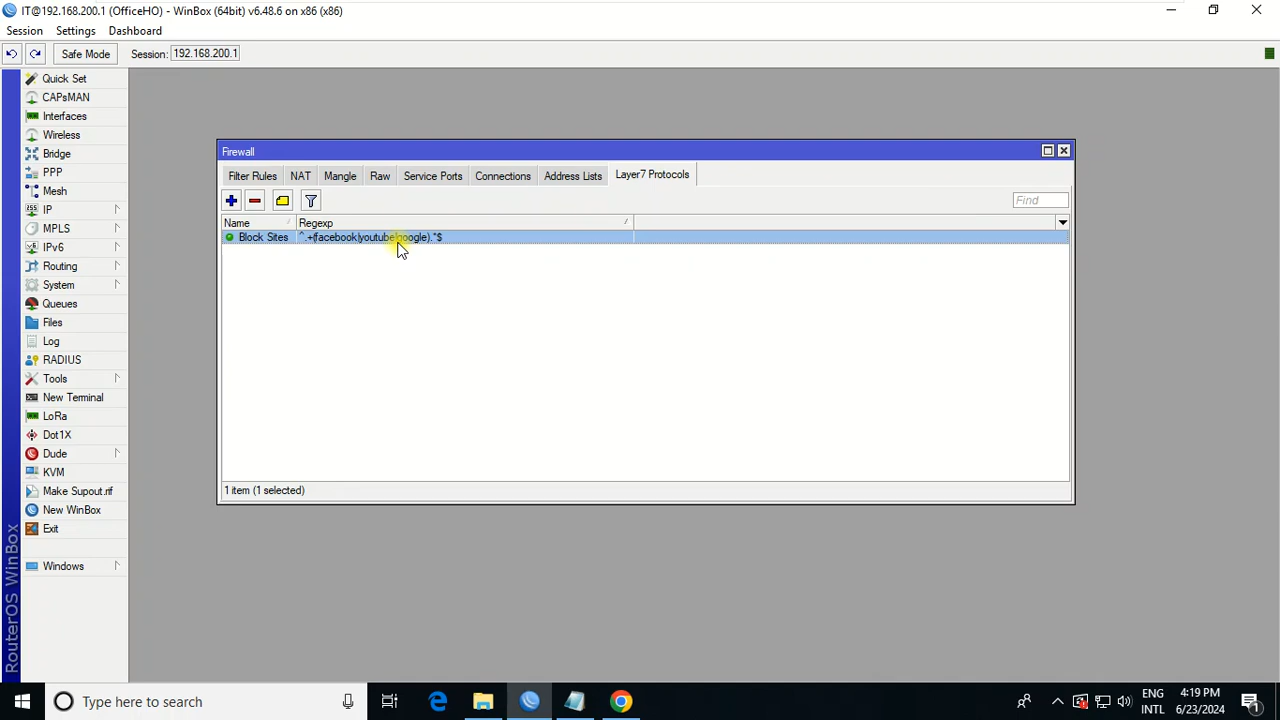 IT@192.168.200.1 (OfficeHO) - WinBox (64bit) v6.48.6 on x86 (x86)
Session Settings Dashboard
Safe Mode Session: 192.168.200.1
Quick Set
CAPsMAN
Interfaces
Wireless
Bridge
PPP
Mesh
IP
MPLS
IPv6
Routing
System
Queues
Files
Log
RADIUS
Tools
New Terminal
LoRa
Dot1X
Dude
KVM
Make Supout.rif
New WinBox
Exit
Windows
RouterOS WinBox
Firewall
Filter Rules NAT Mangle Raw Service Ports Connections Address Lists Layer7 Protocols
Find
Name Regexp
Block Sites ^.+(facebook|youtube|google).*$
1 item (1 selected)
Type here to search
ENG 4:19 PM
INTL 6/23/2024
1